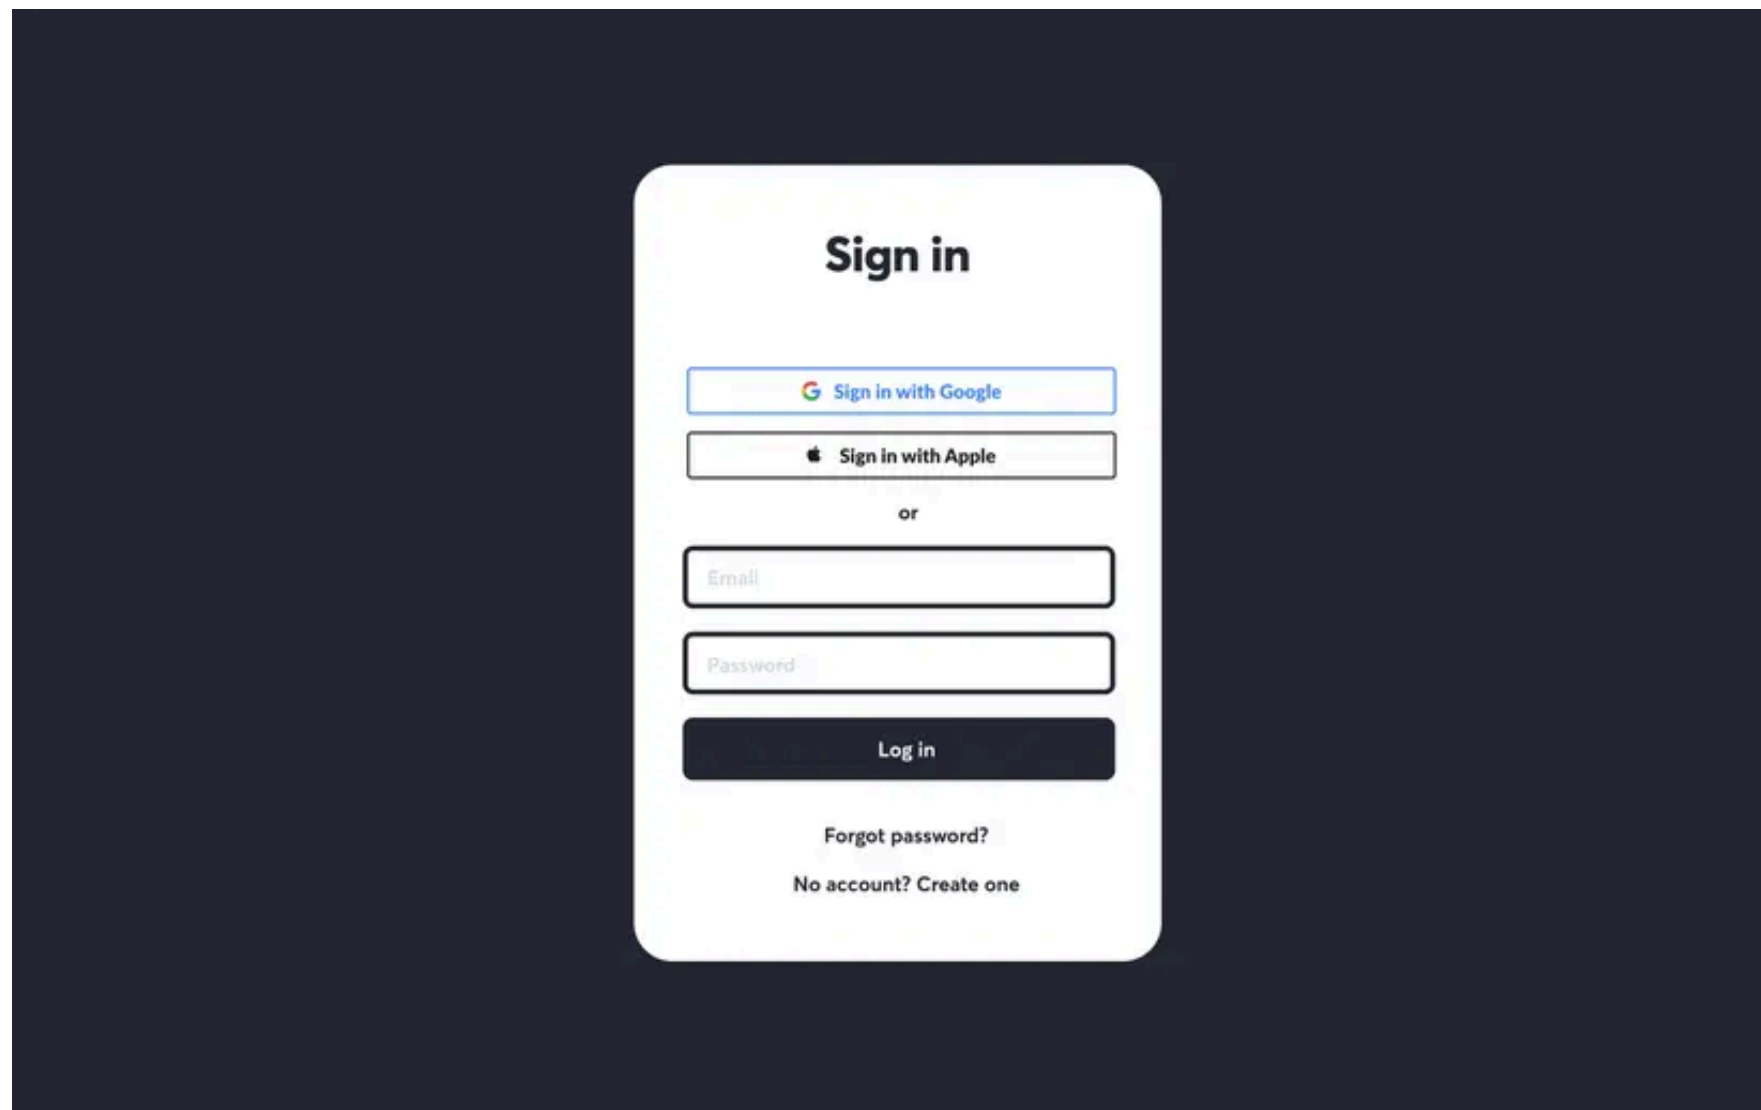 Sign in
Sign in with Google
Sign in with Apple
or
Email
Password
Log in
Forgot password?
No account? Create one